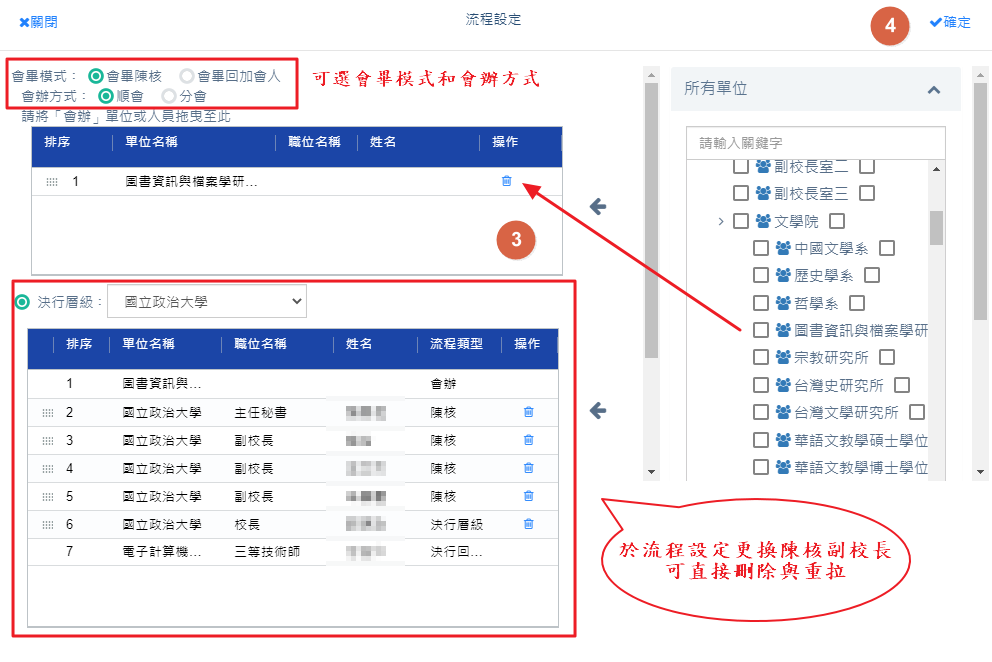 關閉
流程設定
4
確定
會畢模式： 會畢陳核 會畢回加會人
會辦方式： 順會 分會
可選會畢模式和會辦方式
請將「會辦」單位或人員拖曳至此
排序 單位名稱 職位名稱 姓名 操作
1 圖書資訊與檔案學研...
3
決行層級： 國立政治大學
排序 單位名稱 職位名稱 姓名 流程類型 操作
1 圖書資訊與... 會辦
2 國立政治大學 主任秘書 陳核
3 國立政治大學 副校長 陳核
4 國立政治大學 副校長 陳核
5 國立政治大學 副校長 陳核
6 國立政治大學 校長 決行層級
7 電子計算機... 三等技術師 決行回...
所有單位
請輸入關鍵字
副校長室二
副校長室三
文學院
中國文學系
歷史學系
哲學系
圖書資訊與檔案學研
宗教研究所
台灣史研究所
台灣文學研究所
華語文教學碩士學位
華語文教學博士學位
於流程設定更換陳核副校長
可直接刪除與重拉